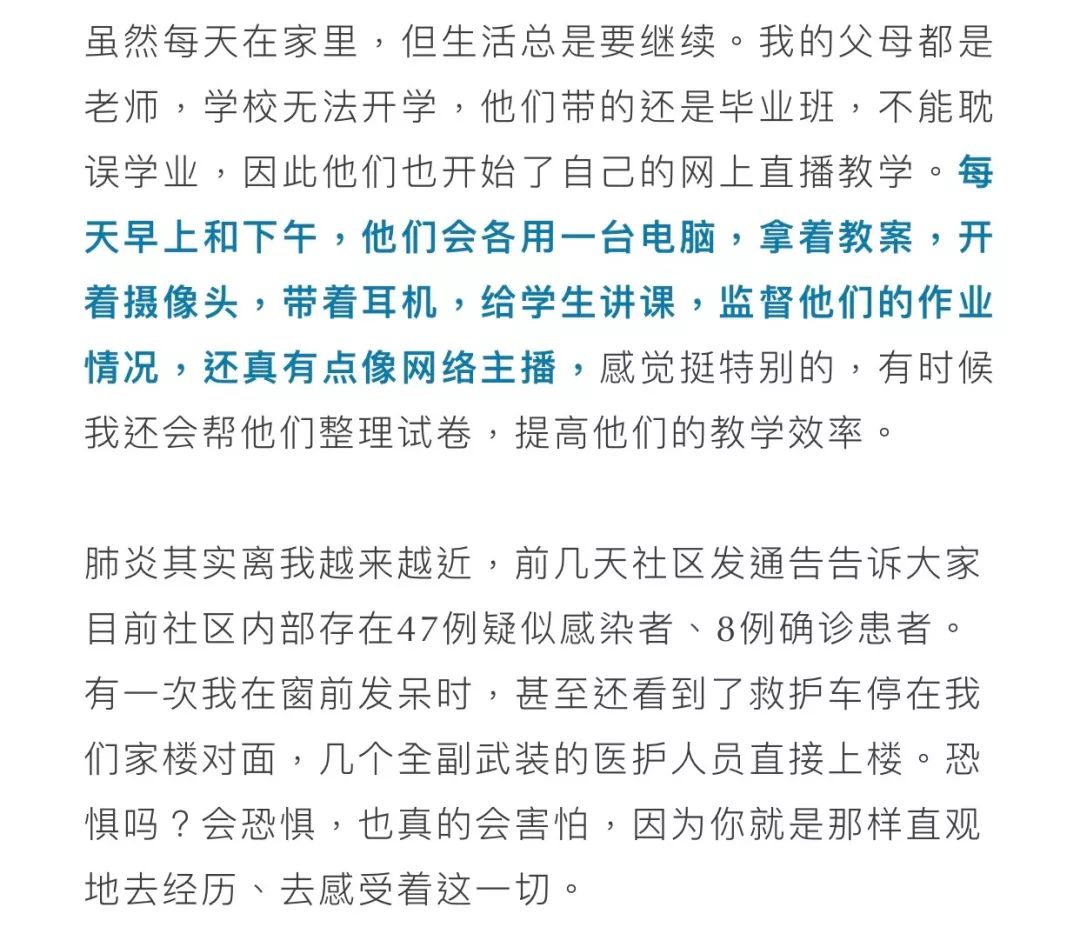 虽然每天在家里，但生活总是要继续。我的父母都是
老师，学校无法开学，他们带的还是毕业班，不能耽
误学业，因此他们也开始了自己的网上直播教学。每
天早上和下午，他们会各用一台电脑，拿着教案，开
着摄像头，带着耳机，给学生讲课，监督他们的作业
情况，还真有点像网络主播，感觉挺特别的，有时候
我还会帮他们整理试卷，提高他们的教学效率。
肺炎其实离我越来越近，前几天社区发通告告诉大家
目前社区内部存在47例疑似感染者、8例确诊患者。
有一次我在窗前发呆时，甚至还看到了救护车停在我
们家楼对面，几个全副武装的医护人员直接上楼。恐
惧吗？会恐惧，也真的会害怕，因为你就是那样直观
地去经历、去感受着这一切。